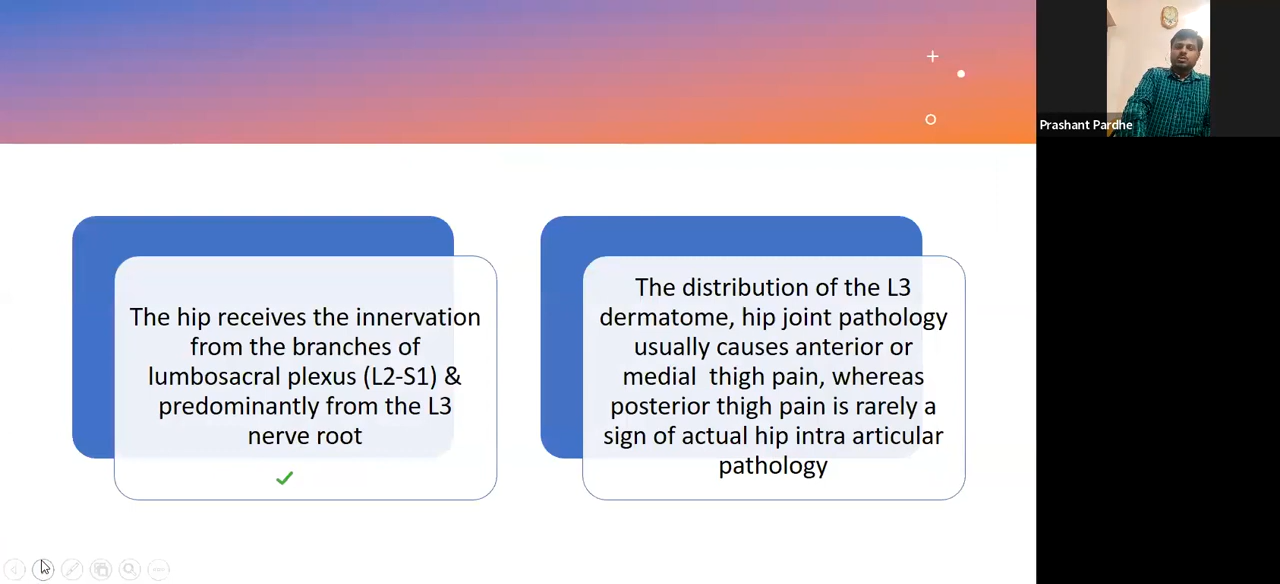 Prashant Pardhe
The hip receives the innervation
from the branches of
lumbosacral plexus (L2-S1) &
predominantly from the L3
nerve root
The distribution of the L3
dermatome, hip joint pathology
usually causes anterior or
medial  thigh pain, whereas
posterior thigh pain is rarely a
sign of actual hip intra articular
pathology